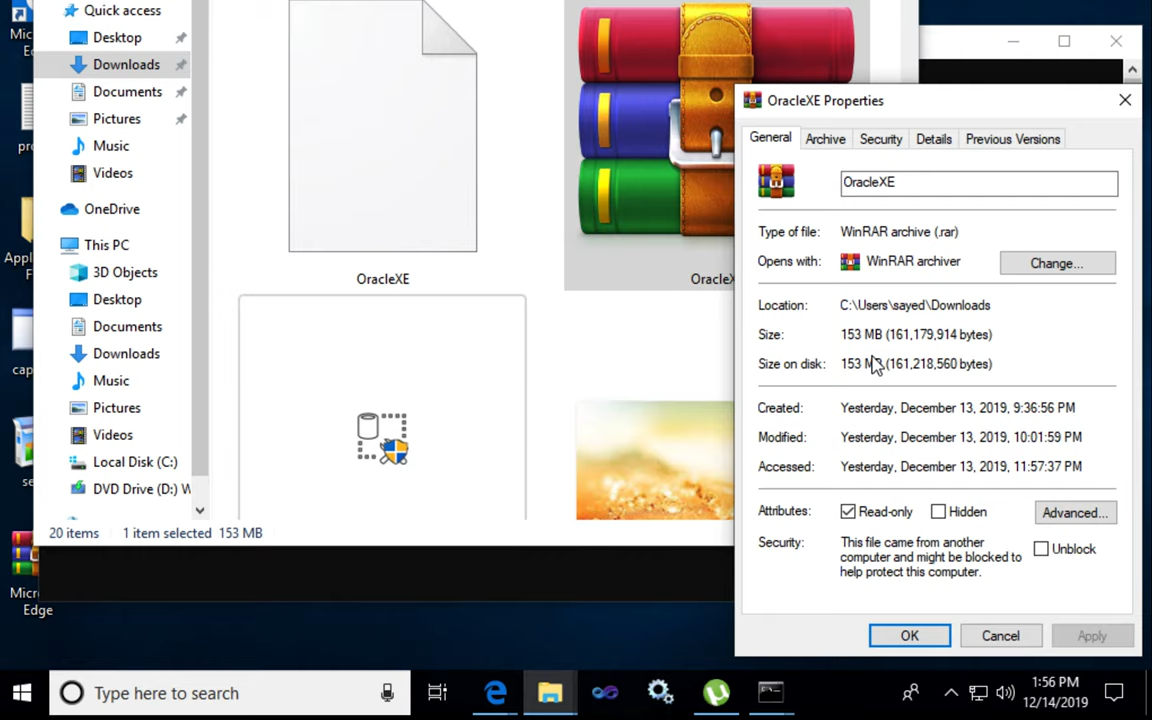 Mic
E
pro
Appl
F
cap
se
Micr
Edge
Quick access
Desktop
Downloads
Documents
Pictures
Music
Videos
OneDrive
This PC
3D Objects
Desktop
Documents
Downloads
Music
Pictures
Videos
Local Disk (C:)
DVD Drive (D:) W
OracleXE
OracleX
20 items 1 item selected 153 MB
OracleXE Properties
General Archive Security Details Previous Versions
OracleXE
Type of file: WinRAR archive (.rar)
Opens with: WinRAR archiver Change...
Location: C:\Users\sayed\Downloads
Size: 153 MB (161,179,914 bytes)
Size on disk: 153 MB (161,218,560 bytes)
Created: Yesterday, December 13, 2019, 9:36:56 PM
Modified: Yesterday, December 13, 2019, 10:01:59 PM
Accessed: Yesterday, December 13, 2019, 11:57:37 PM
Attributes: Read-only Hidden Advanced...
Security: This file came from another
computer and might be blocked to
help protect this computer.
Unblock
OK Cancel Apply
Type here to search
1:56 PM
12/14/2019